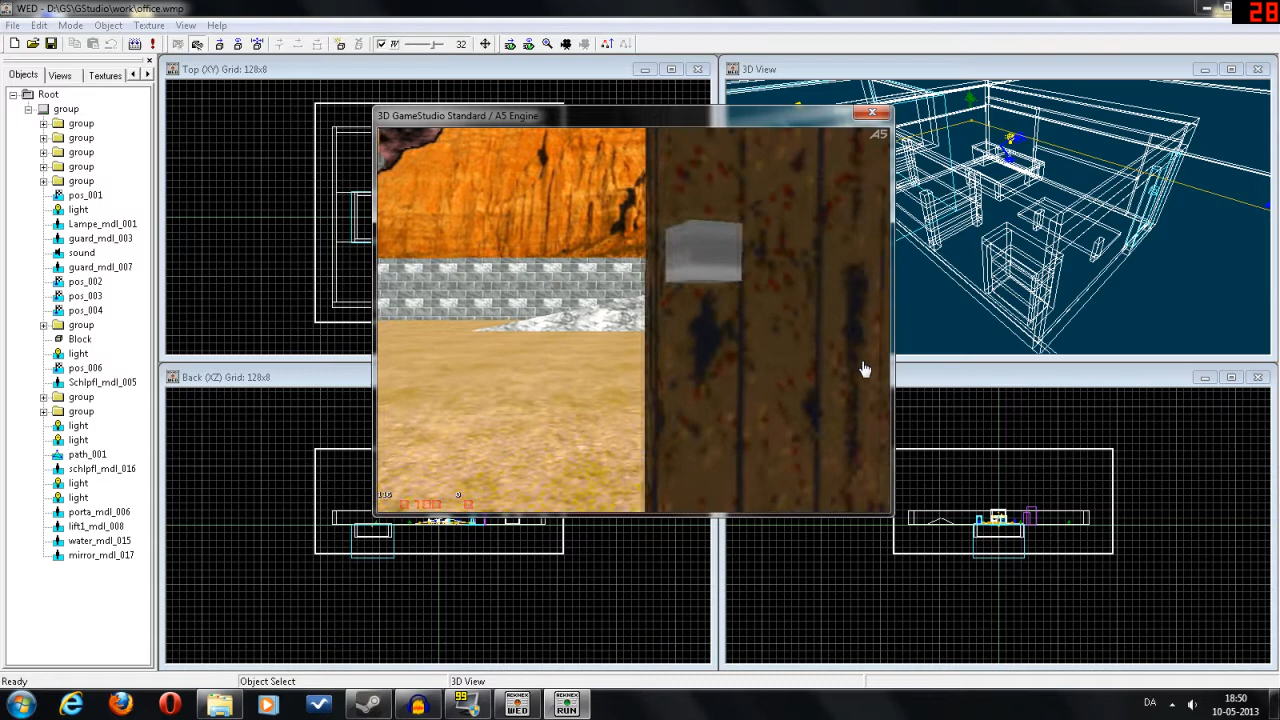 WED - D:\GS\GStudio\work\office.wmp
28
File Edit Mode Object Texture View Help
32
Objects Views Textures
Top (XY) Grid: 128x8
3D View
Root
group
group
group
group
group
group
pos_001
light
Lampe_mdl_001
guard_mdl_003
sound
guard_mdl_007
pos_002
pos_003
pos_004
group
Block
light
pos_006
Schlpfl_mdl_005
group
group
light
light
path_001
schlpfl_mdl_016
light
light
porta_mdl_006
lift1_mdl_008
water_mdl_015
mirror_mdl_017
3D GameStudio Standard / A5 Engine
A5
116
0
Back (XZ) Grid: 128x8
Ready
Object Select
3D View
99
WED
RUN
DA
18:50
10-05-2013